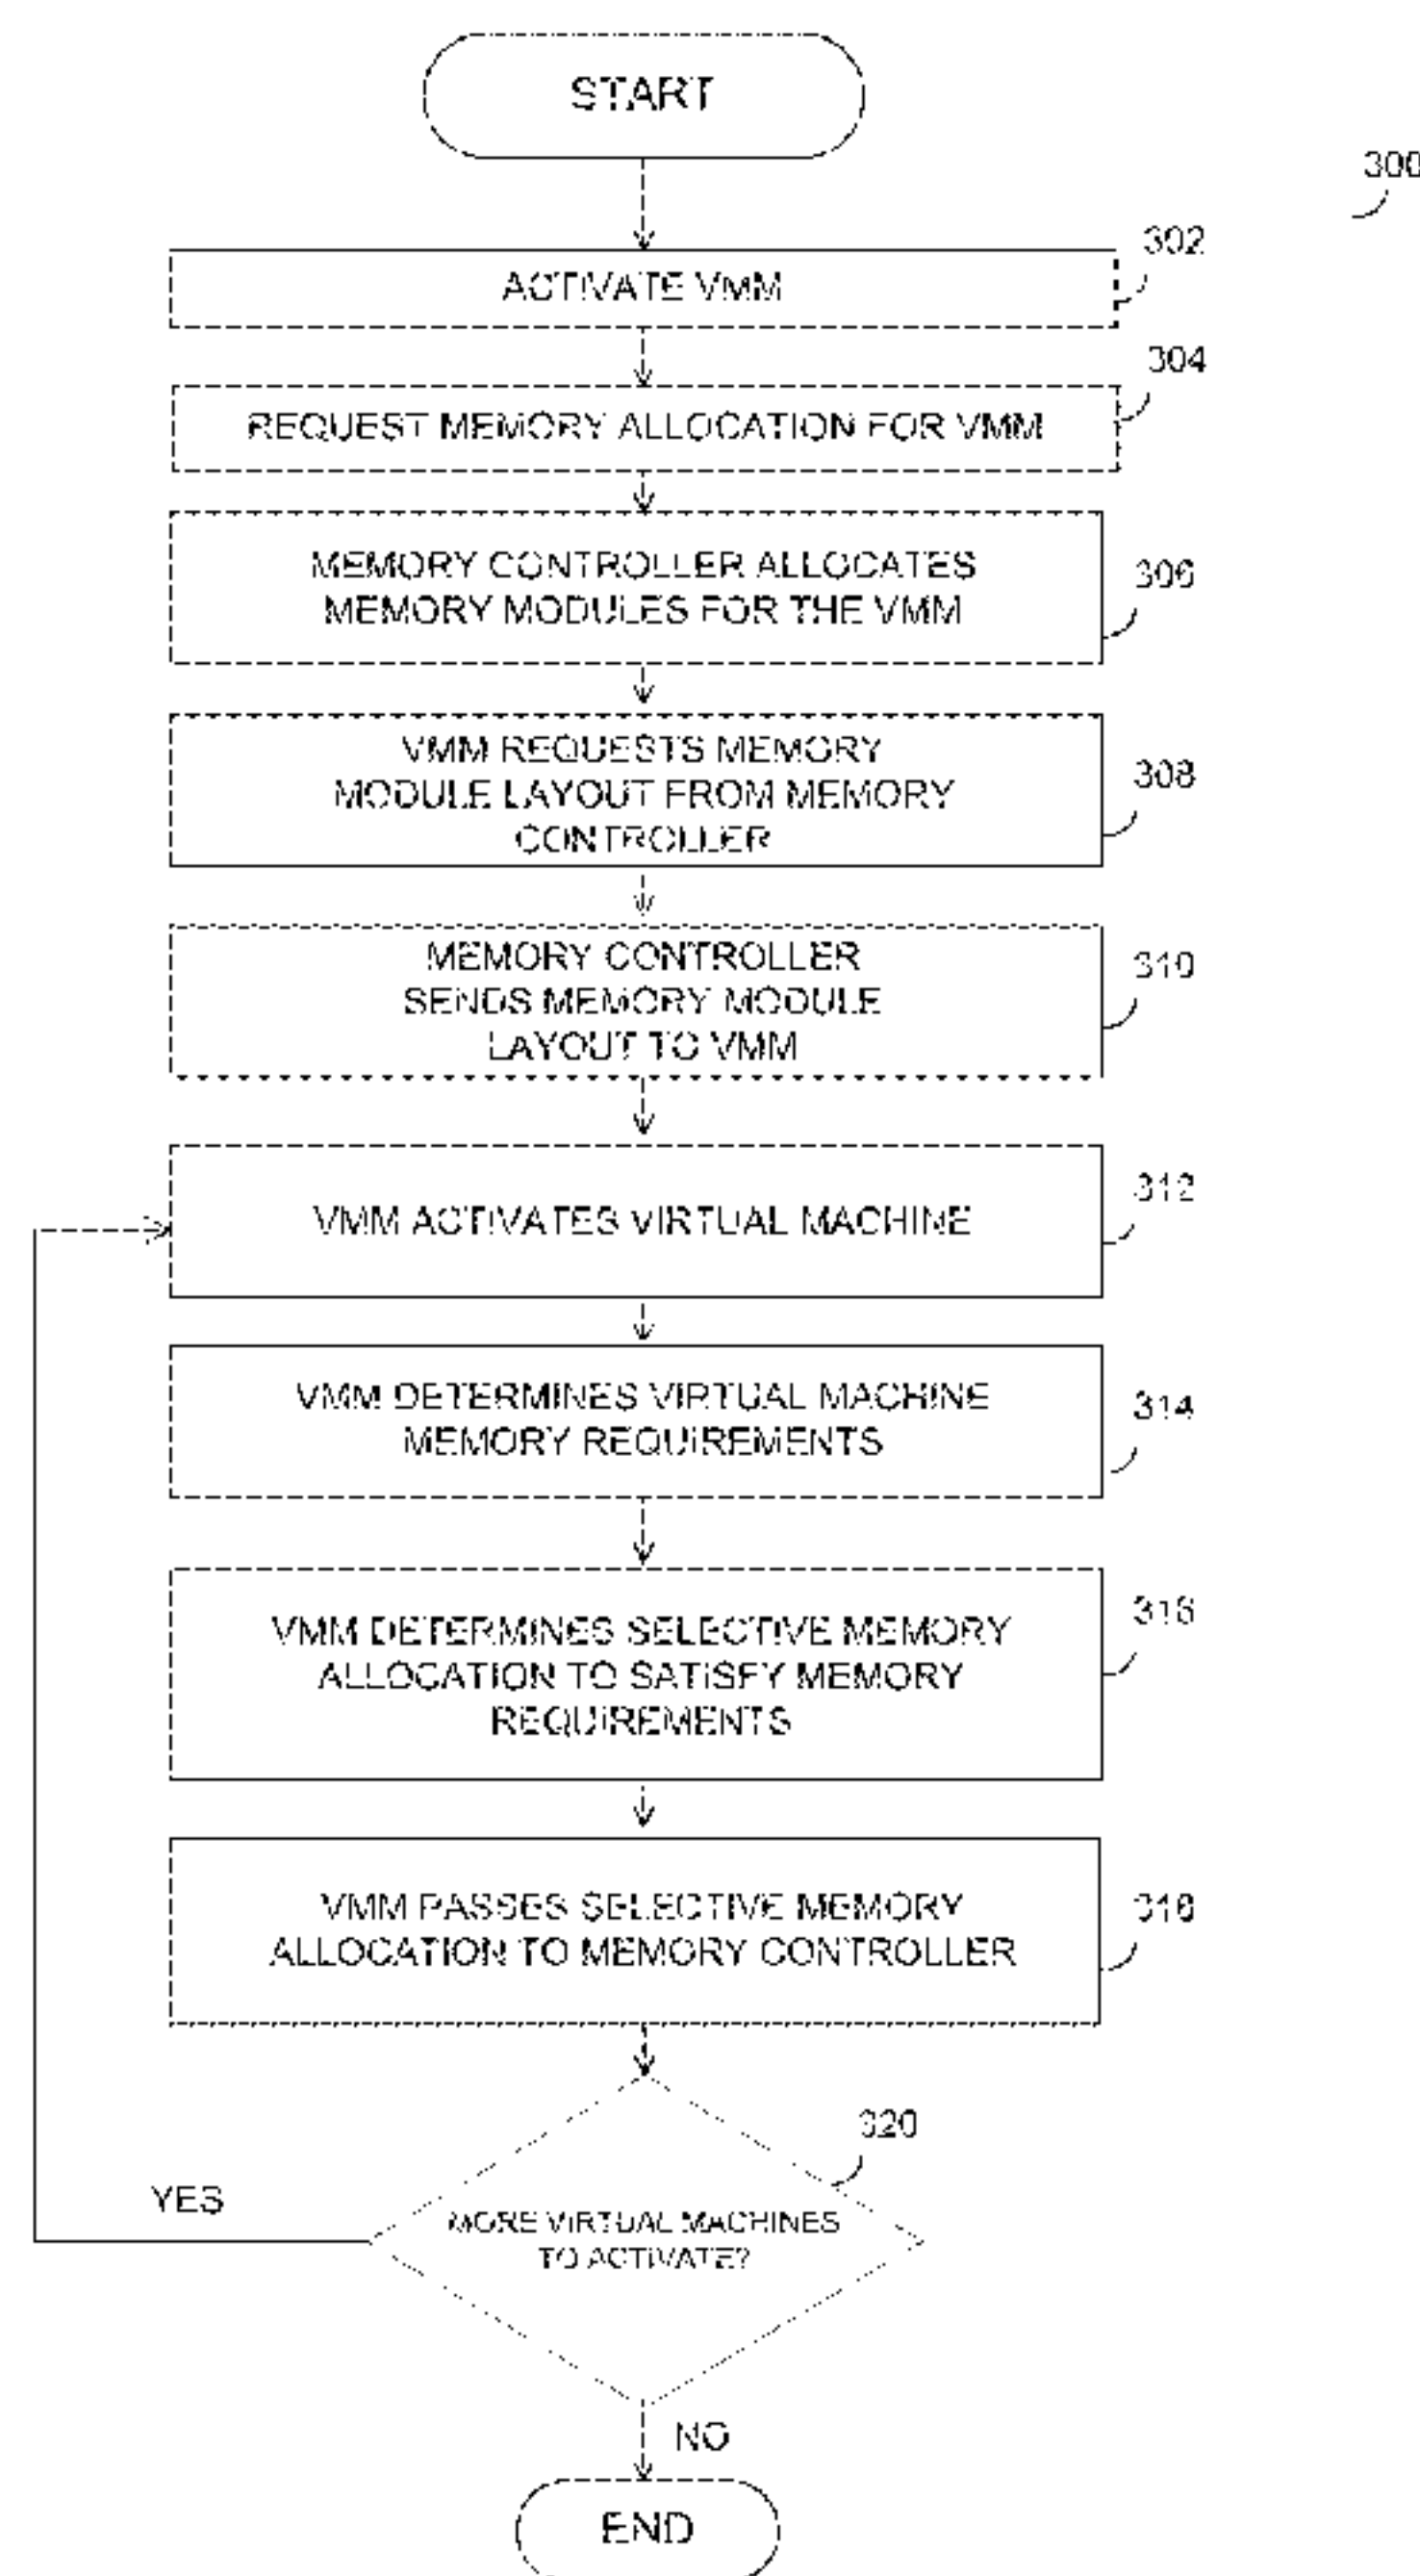 START
300
302
ACTIVATE VMM
304
REQUEST MEMORY ALLOCATION FOR VMM
MEMORY CONTROLLER ALLOCATES
MEMORY MODULES FOR THE VMM
306
VMM REQUESTS MEMORY
MODULE LAYOUT FROM MEMORY
CONTROLLER
308
MEMORY CONTROLLER
SENDS MEMORY MODULE
LAYOUT TO VMM
310
VMM ACTIVATES VIRTUAL MACHINE
312
VMM DETERMINES VIRTUAL MACHINE
MEMORY REQUIREMENTS
314
VMM DETERMINES SELECTIVE MEMORY
ALLOCATION TO SATISFY MEMORY
REQUIREMENTS
316
VMM PASSES SELECTIVE MEMORY
ALLOCATION TO MEMORY CONTROLLER
318
320
MORE VIRTUAL MACHINES
TO ACTIVATE?
YES
NO
END